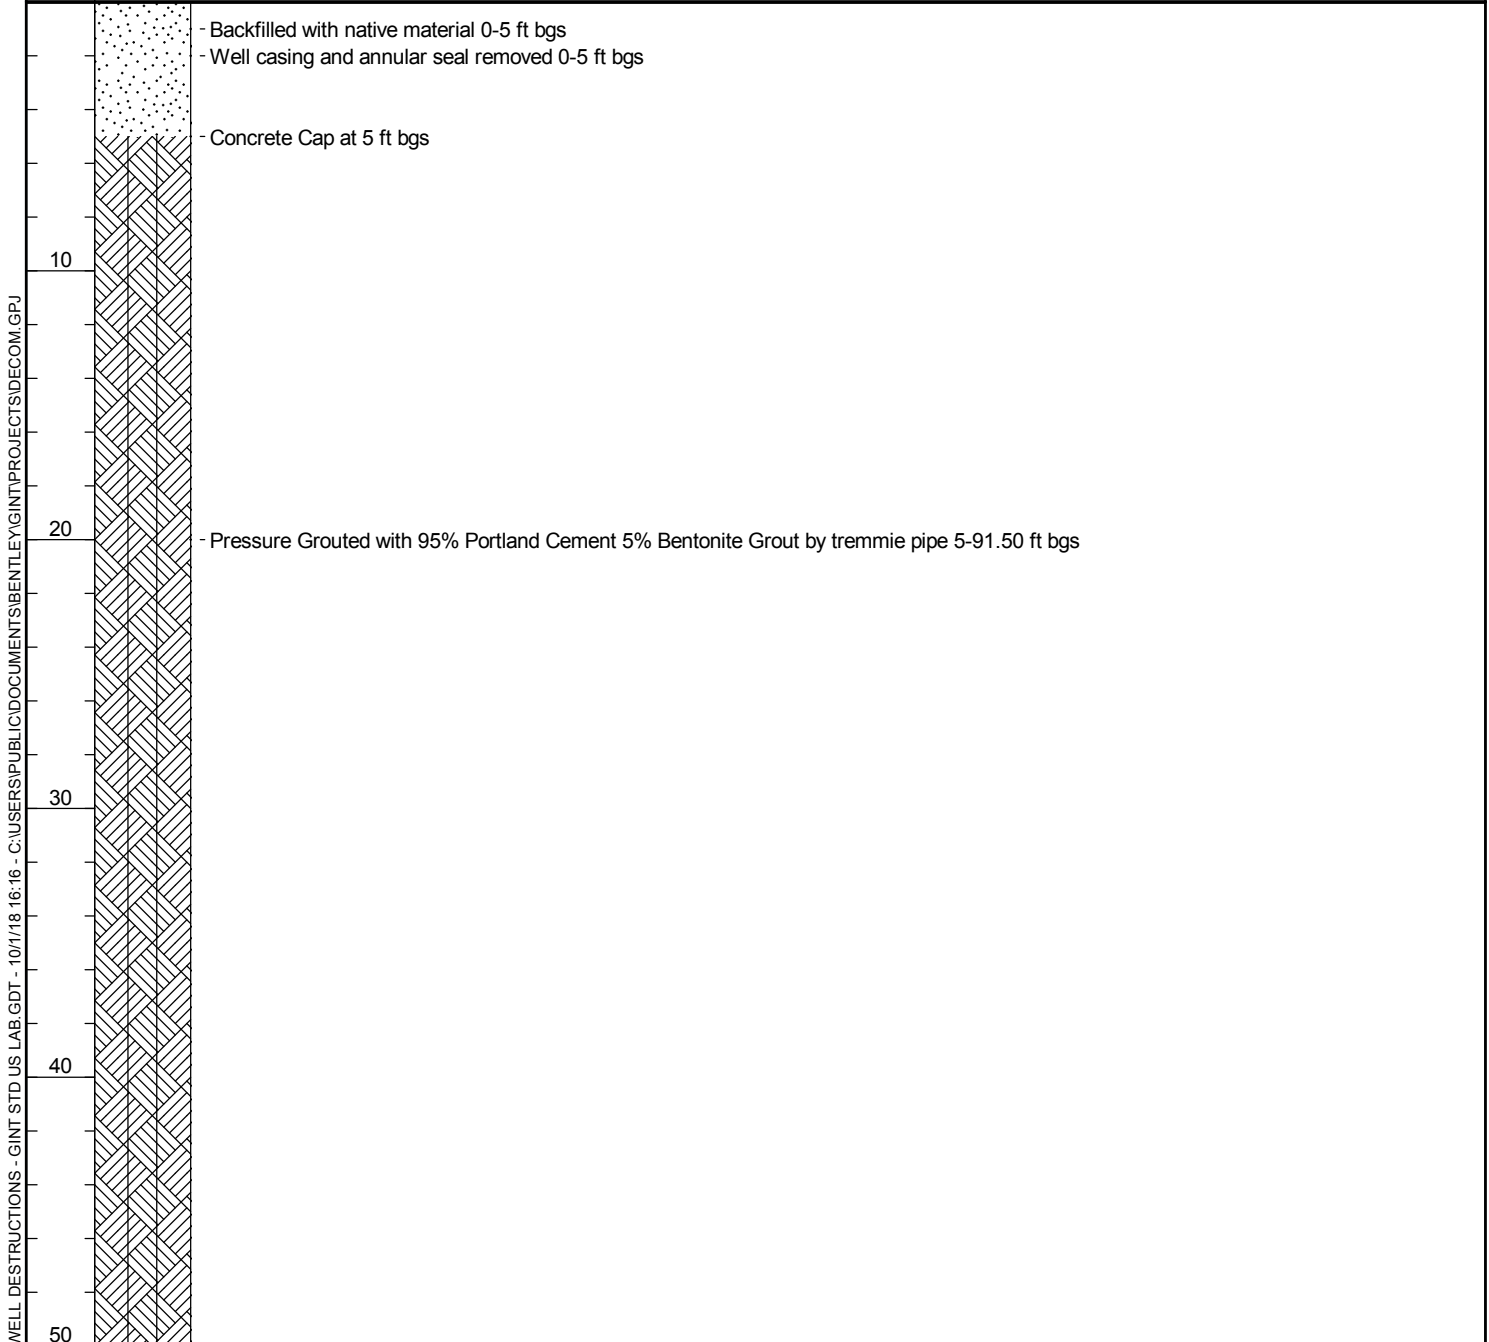 - Backfilled with native material 0-5 ft bgs
- Well casing and annular seal removed 0-5 ft bgs
- Concrete Cap at 5 ft bgs
10
20
- Pressure Grouted with 95% Portland Cement 5% Bentonite Grout by tremmie pipe 5-91.50 ft bgs
30
40
50
WELL DESTRUCTIONS - GINT STD US LAB.GDT - 10/1/18 16:16 - C:\USERS\PUBLIC\DOCUMENTS\BENTLEY\GINT\PROJECTS\DECOM.GPJ